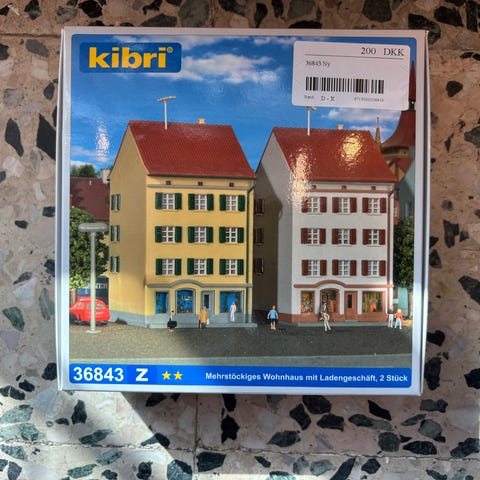 kibri®
200 DKK
36843 Ny
D - X
36843 Z
Mehrstöckiges Wohnhaus mit Ladengeschäft, 2 Stück